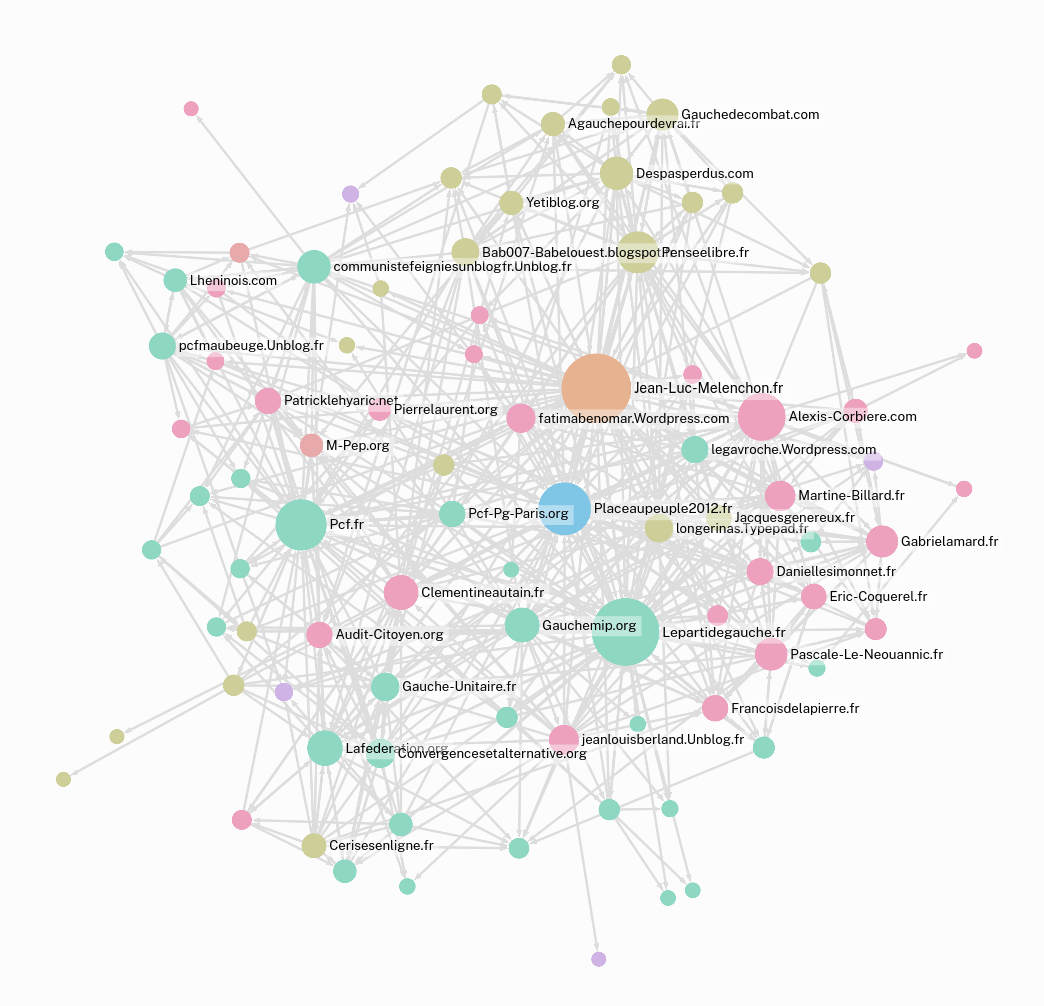 Gauchedecombat.com
Agauchepourdevrai.fr
Despasperdus.com
Yetiblog.org
Bab007-Babelouest.blogspot.fr
Penseelibre.fr
communistefeigniesunblogfr.Unblog.fr
Lheninois.com
pcfmaubeuge.Unblog.fr
Jean-Luc-Melenchon.fr
Patricklehyaric.net
Pierrelaurent.org
fatimabenomar.Wordpress.com
Alexis-Corbiere.com
M-Pep.org
legavroche.Wordpress.com
Martine-Billard.fr
Placeaupeuple2012.fr
Pcf-Pg-Paris.org
Jacquesgenereux.fr
Pcf.fr
longerinas.Typepad.fr
Gabrielamard.fr
Daniellesimonnet.fr
Clementineautain.fr
Eric-Coquerel.fr
Gauchemip.org
Lepartidegauche.fr
Audit-Citoyen.org
Pascale-Le-Neouannic.fr
Gauche-Unitaire.fr
Francoisdelapierre.fr
jeanlouisberland.Unblog.fr
Lafederation.org
Convergencesetalternative.org
Cerisesenligne.fr